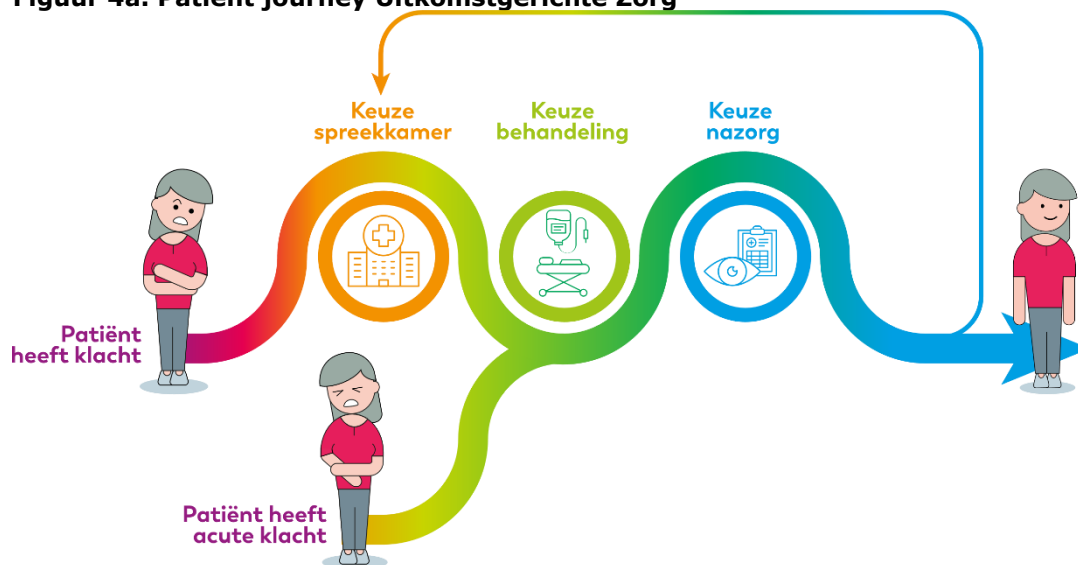 Figuur 4a. Patient journey Uitkomstgerichte Zorg
Keuze
spreekkamer
Keuze
behandeling
Keuze
nazorg
Patiënt
heeft klacht
Patiënt heeft
acute klacht